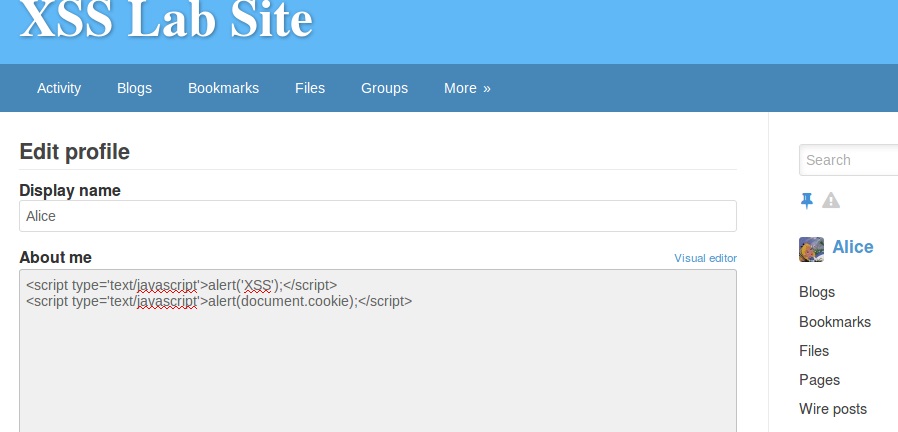 XSS Lab Site
Activity Blogs Bookmarks Files Groups More »
Edit profile
Display name
Alice
About me Visual editor
<script type='text/javascript'>alert('XSS');</script>
<script type='text/javascript'>alert(document.cookie);</script>
Search
Alice
Blogs
Bookmarks
Files
Pages
Wire posts